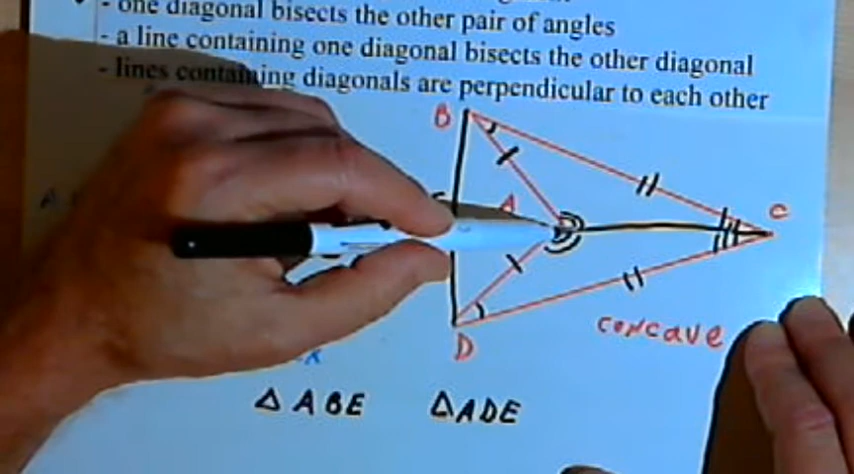 - one diagonal bisects the other pair of angles
- a line containing one diagonal bisects the other diagonal
- lines containing diagonals are perpendicular to each other
B
A
C
D
concave
Δ ABE ΔADE